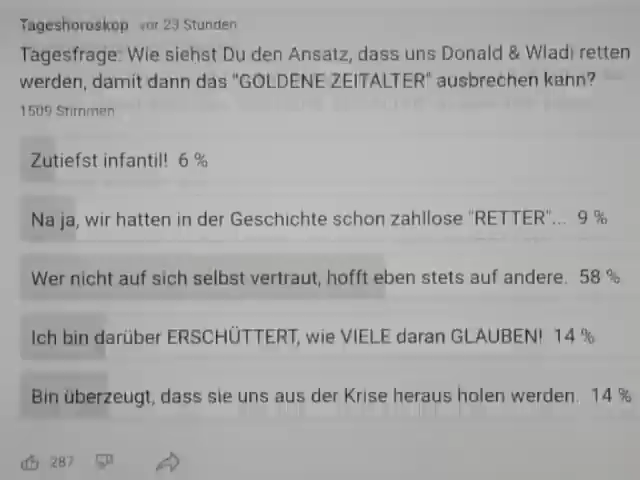 Tageshoroskop vor 23 Stunden
Tagesfrage: Wie siehst Du den Ansatz, dass uns Donald & Wladi retten
werden, damit dann das "GOLDENE ZEITALTER" ausbrechen kann?
1509 Stimmen
Zutiefst infantil! 6 %
Na ja, wir hatten in der Geschichte schon zahllose "RETTER"... 9 %
Wer nicht auf sich selbst vertraut, hofft eben stets auf andere. 58 %
Ich bin darüber ERSCHÜTTERT, wie VIELE daran GLAUBEN! 14 %
Bin überzeugt, dass sie uns aus der Krise heraus holen werden. 14 %
287